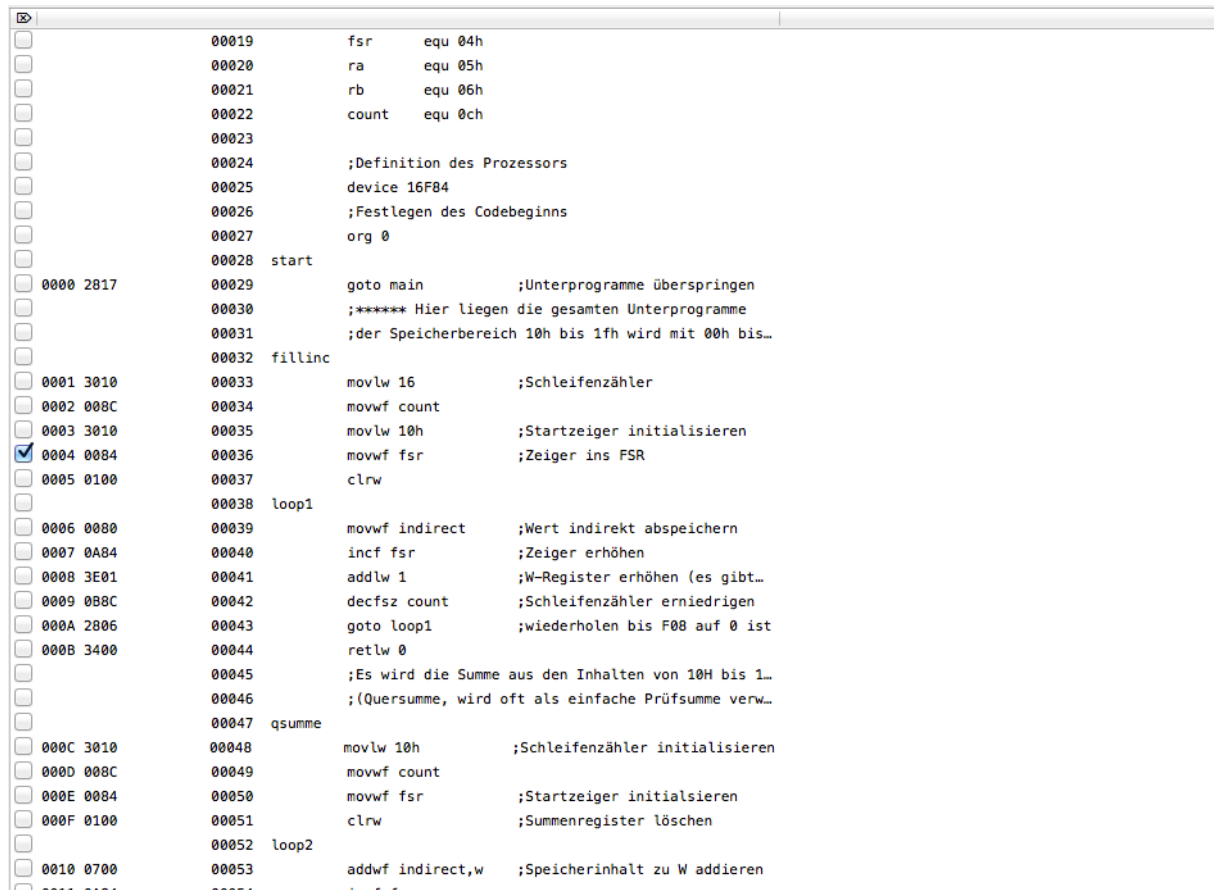 00019 fsr equ 04h
00020 ra equ 05h
00021 rb equ 06h
00022 count equ 0ch
00023
00024 ;Definition des Prozessors
00025 device 16F84
00026 ;Festlegen des Codebeginns
00027 org 0
00028 start
0000 2817 00029 goto main ;Unterprogramme überspringen
00030 ;****** Hier liegen die gesamten Unterprogramme
00031 ;der Speicherbereich 10h bis 1fh wird mit 00h bis…
00032 fillinc
0001 3010 00033 movlw 16 ;Schleifenzähler
0002 008C 00034 movwf count
0003 3010 00035 movlw 10h ;Startzeiger initialisieren
0004 0084 00036 movwf fsr ;Zeiger ins FSR
0005 0100 00037 clrw
00038 loop1
0006 0080 00039 movwf indirect ;Wert indirekt abspeichern
0007 0A84 00040 incf fsr ;Zeiger erhöhen
0008 3E01 00041 addlw 1 ;W-Register erhöhen (es gibt…
0009 0B8C 00042 decfsz count ;Schleifenzähler erniedrigen
000A 2806 00043 goto loop1 ;wiederholen bis F08 auf 0 ist
000B 3400 00044 retlw 0
00045 ;Es wird die Summe aus den Inhalten von 10H bis 1…
00046 ;(Quersumme, wird oft als einfache Prüfsumme verw…
00047 qsumme
000C 3010 00048 movlw 10h ;Schleifenzähler initialisieren
000D 008C 00049 movwf count
000E 0084 00050 movwf fsr ;Startzeiger initialsieren
000F 0100 00051 clrw ;Summenregister löschen
00052 loop2
0010 0700 00053 addwf indirect,w ;Speicherinhalt zu W addieren